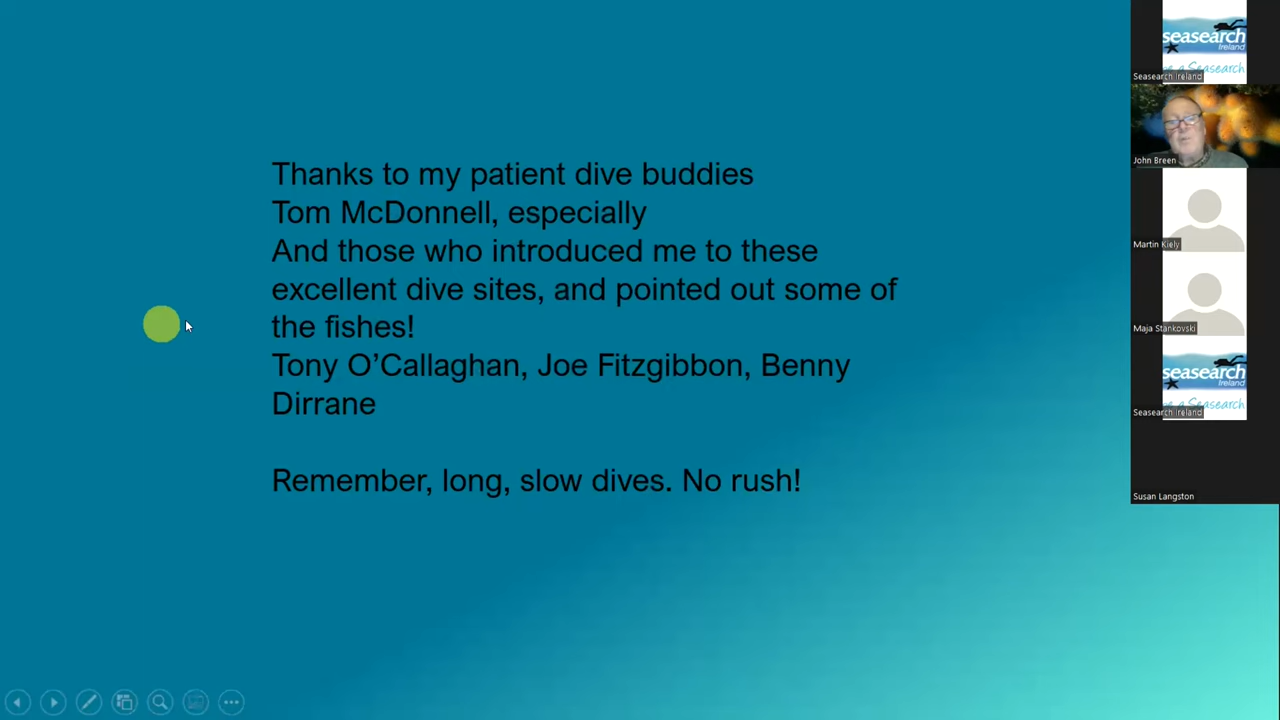 Thanks to my patient dive buddies
Tom McDonnell, especially
And those who introduced me to these
excellent dive sites, and pointed out some of
the fishes!
Tony O’Callaghan, Joe Fitzgibbon, Benny
Dirrane
Remember, long, slow dives. No rush!
seasearch
Ireland
e a Seasearch
Seasearch Ireland
John Breen
Martin Kiely
Maja Stankovski
seasearch
Ireland
e a Seasearch
Seasearch Ireland
Susan Langston